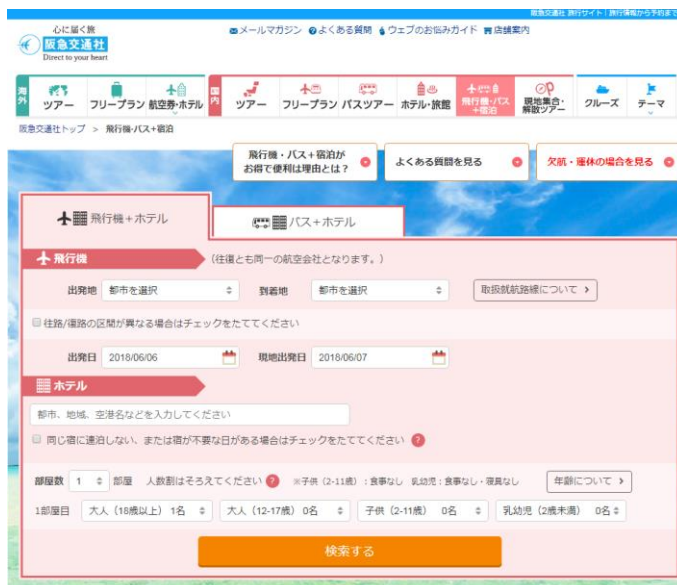 阪急交通社 旅行サイト｜旅行情報から予約まで
心に届く旅
阪急交通社
Direct to your heart
メールマガジン よくある質問 ウェブのお悩みガイド 店舗案内
海外 ツアー フリープラン 航空券・ホテル 国内 ツアー フリープラン バスツアー ホテル・旅館 飛行機・バス+宿泊 現地集合・解散ツアー クルーズ テーマ
阪急交通社トップ > 飛行機・バス+宿泊
飛行機・バス+宿泊が
お得で便利は理由とは？
よくある質問を見る
欠航・運休の場合を見る
飛行機+ホテル
バス+ホテル
飛行機 （往復とも同一の航空会社となります。）
出発地 都市を選択 到着地 都市を選択 取扱就航路線について >
往路/復路の区間が異なる場合はチェックをたててください
出発日 2018/06/06 現地出発日 2018/06/07
ホテル
都市、地域、空港名などを入力してください
同じ宿に連泊しない、または宿が不要な日がある場合はチェックをたててください ?
部屋数 1 部屋 人数割はそろえてください ? ※子供（2-11歳）：食事なし 乳幼児：食事なし・寝具なし 年齢について >
1部屋目 大人（18歳以上）1名 大人（12-17歳）0名 子供（2-11歳） 0名 乳幼児（2歳未満） 0名
検索する